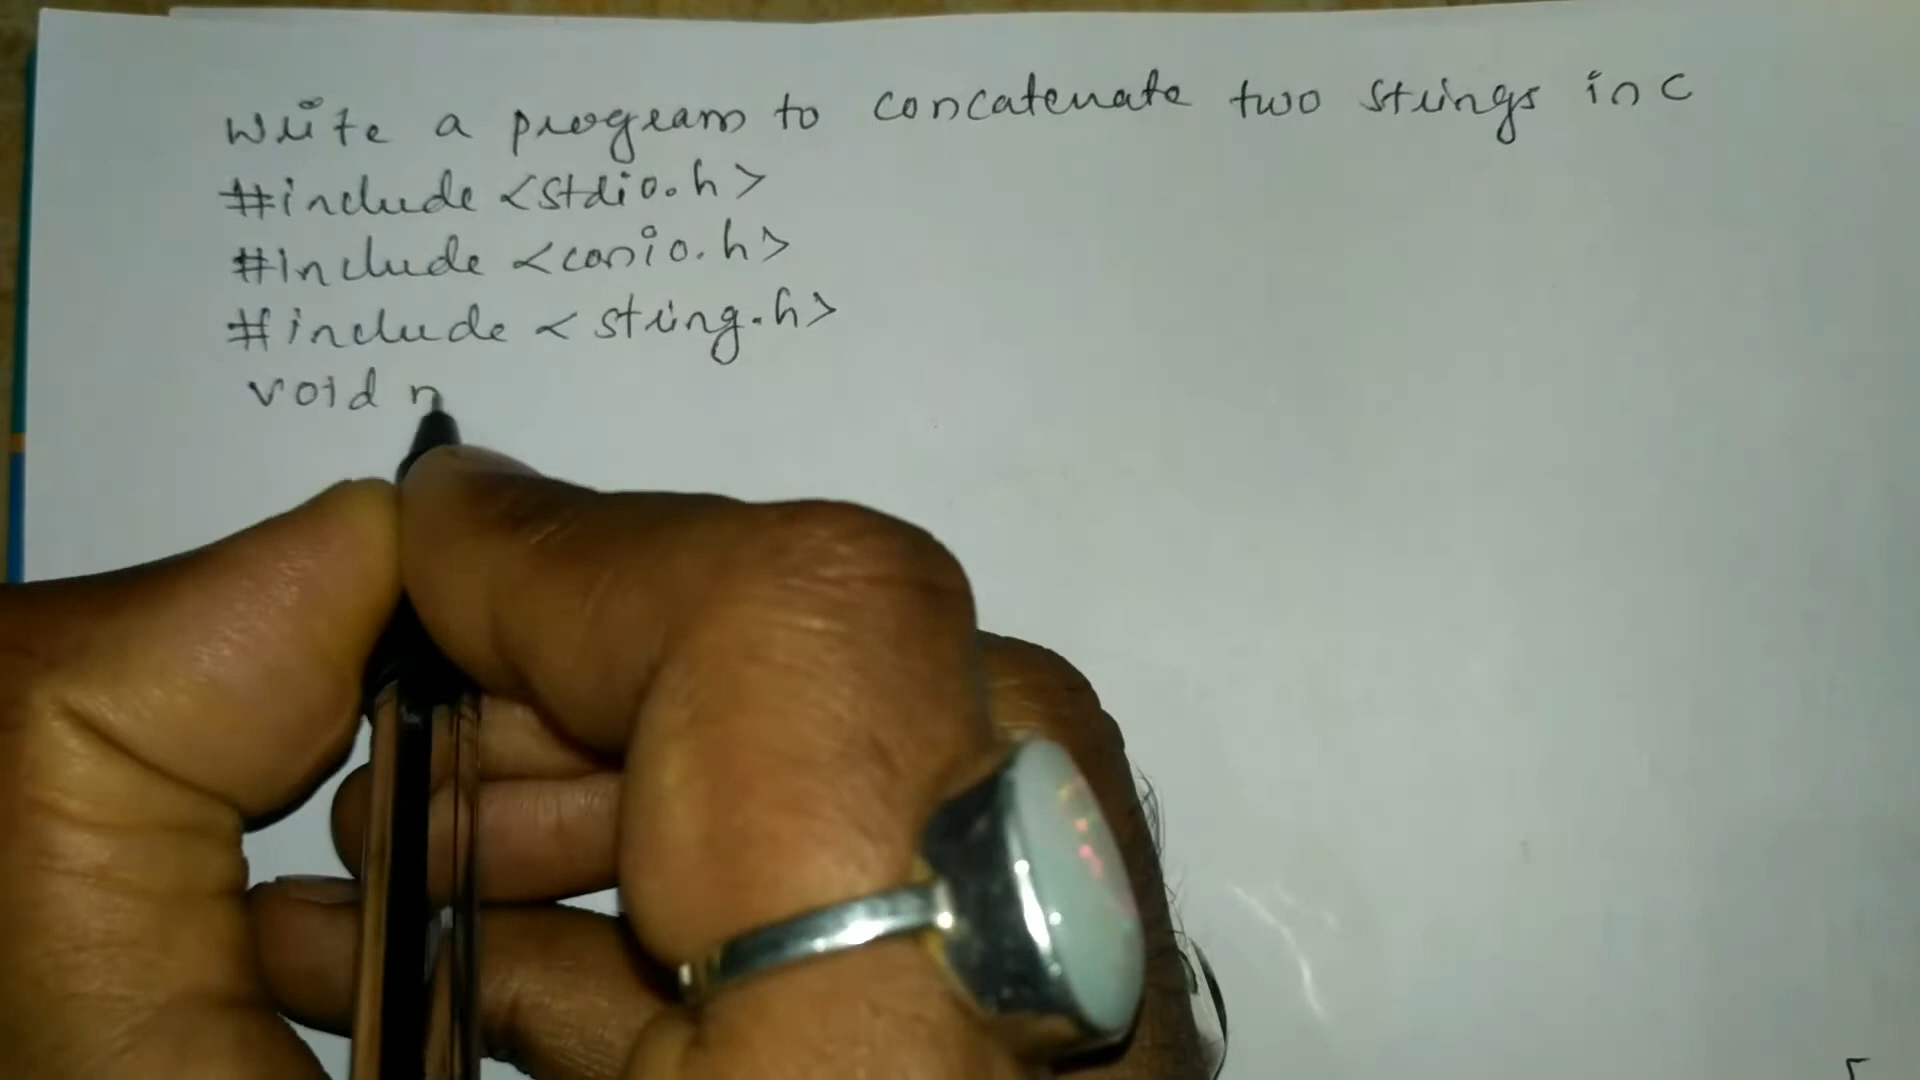 Write a program to concatenate two strings in c
#include <stdio.h>
#include <conio.h>
#include < string.h>
void